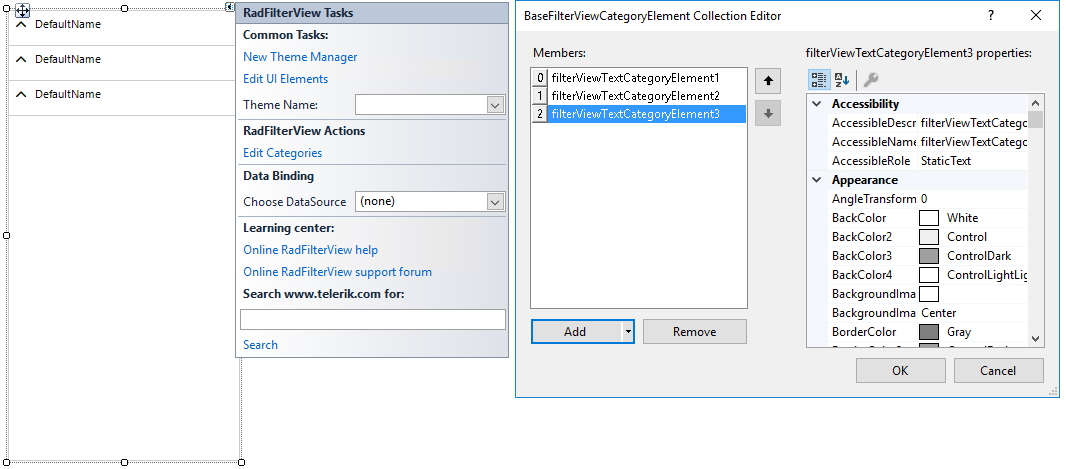 DefaultName
DefaultName
DefaultName
RadFilterView Tasks
Common Tasks:
New Theme Manager
Edit UI Elements
Theme Name:
RadFilterView Actions
Edit Categories
Data Binding
Choose DataSource (none)
Learning center:
Online RadFilterView help
Online RadFilterView support forum
Search www.telerik.com for:
Search
BaseFilterViewCategoryElement Collection Editor
? ×
Members:
0 filterViewTextCategoryElement1
1 filterViewTextCategoryElement2
2 filterViewTextCategoryElement3
Add
Remove
filterViewTextCategoryElement3 properties:
Accessibility
AccessibleDescr filterViewTextCatego
AccessibleName filterViewTextCatego
AccessibleRole StaticText
Appearance
AngleTransform 0
BackColor White
BackColor2 Control
BackColor3 ControlDark
BackColor4 ControlLightLig
BackgroundIma
BackgroundIma Center
BorderColor Gray
OK
Cancel